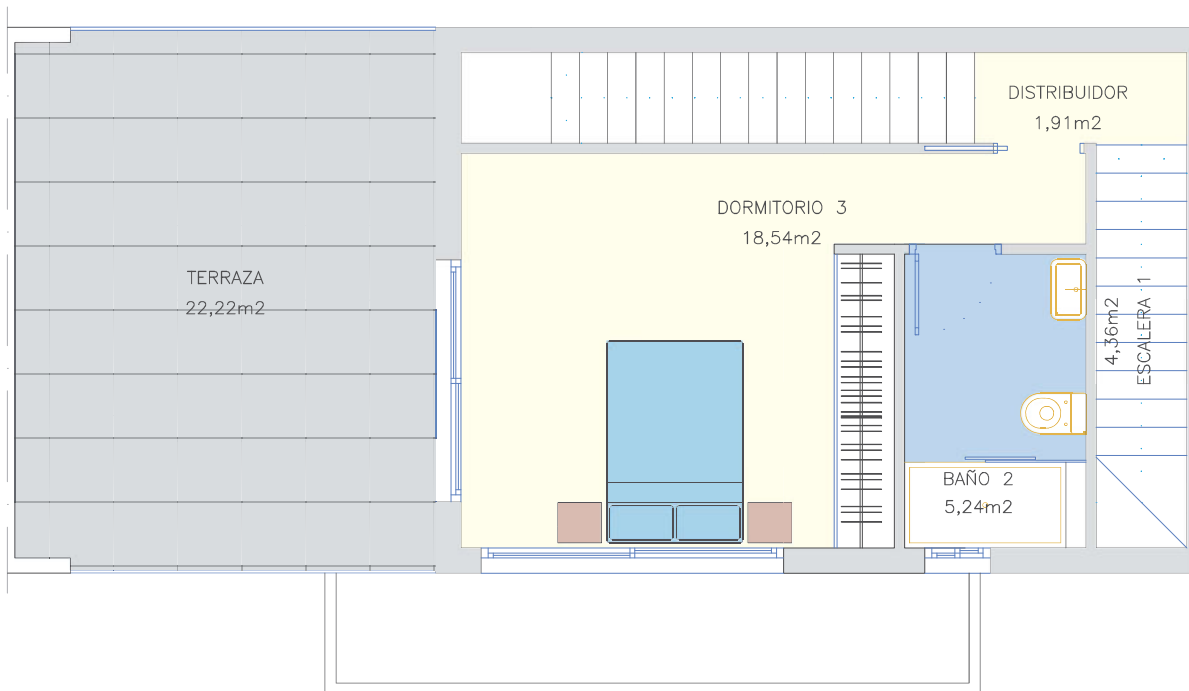 DISTRIBUIDOR
1,91m2
DORMITORIO 3
18,54m2
TERRAZA
22,22m2
4,36m2
ESCALERA 1
BAÑO 2
5,24m2